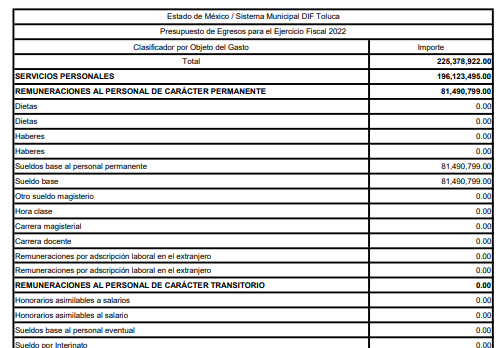 Estado de México / Sistema Municipal DIF Toluca
Presupuesto de Egresos para el Ejercicio Fiscal 2022
Clasificador por Objeto del Gasto Importe
Total 225,378,922.00
SERVICIOS PERSONALES 196,123,495.00
REMUNERACIONES AL PERSONAL DE CARÁCTER PERMANENTE 81,490,799.00
Dietas 0.00
Dietas 0.00
Haberes 0.00
Haberes 0.00
Sueldos base al personal permanente 81,490,799.00
Sueldo base 81,490,799.00
Otro sueldo magisterio 0.00
Hora clase 0.00
Carrera magisterial 0.00
Carrera docente 0.00
Remuneraciones por adscripción laboral en el extranjero 0.00
Remuneraciones por adscripción laboral en el extranjero 0.00
REMUNERACIONES AL PERSONAL DE CARÁCTER TRANSITORIO 0.00
Honorarios asimilables a salarios 0.00
Honorarios asimilables al salario 0.00
Sueldos base al personal eventual 0.00
Sueldo por Interinato 0.00